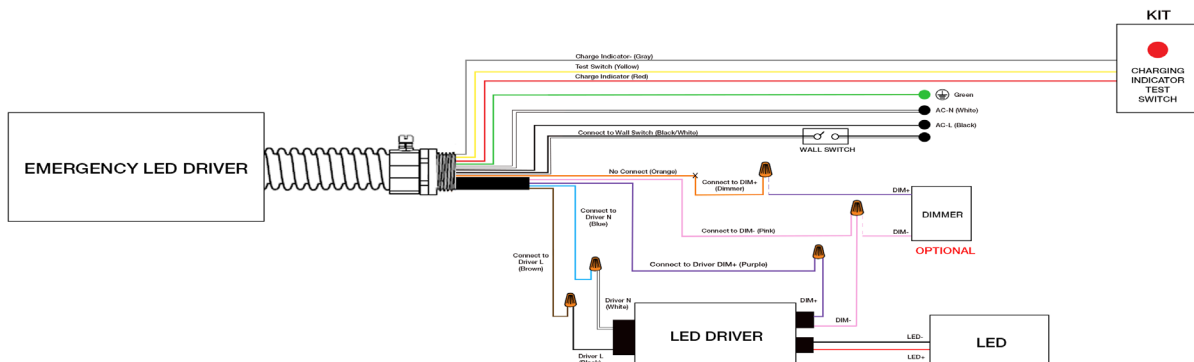 KIT
CHARGING
INDICATOR
TEST
SWITCH
Charge Indicator- (Gray)
Test Switch (Yellow)
Charge Indicator (Red)
Green
AC-N (White)
AC-L (Black)
Connect to Wall Switch (Black/White)
WALL SWITCH
EMERGENCY LED DRIVER
No Connect (Orange)
x
Connect to DIM+
(Dimmer)
DIM+
DIMMER
DIM-
OPTIONAL
Connect to DIM- (Pink)
Connect to
Driver N
(Blue)
Connect to
Driver L
(Brown)
Connect to Driver DIM+ (Purple)
Driver N
(White)
DIM+
DIM-
LED DRIVER
LED-
LED+
LED
Driver L
(Black)